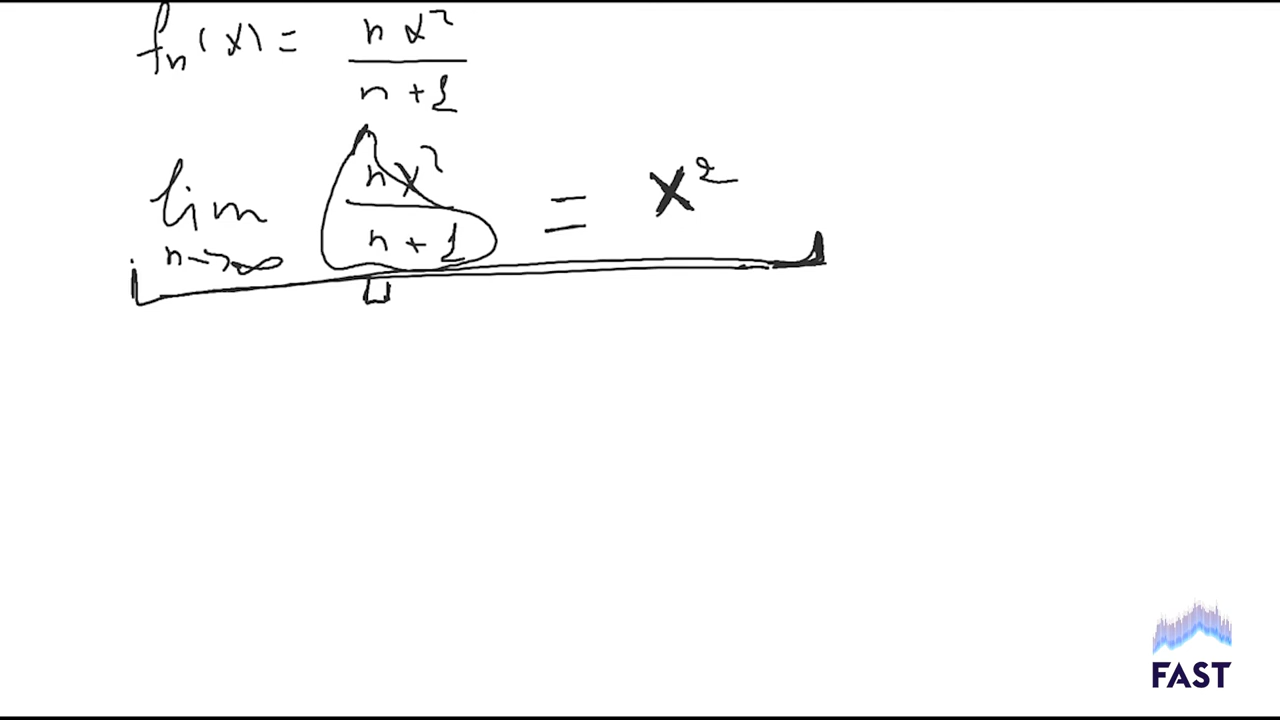 fn(x) = nx² / n+1
lim n→∞ nx² / n+1 = x²
FAST